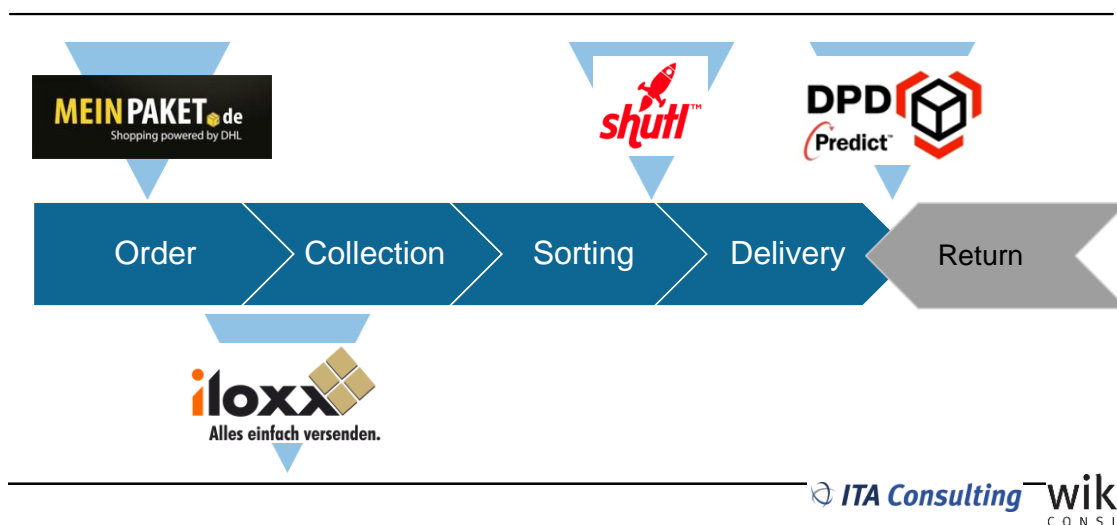 MEINPAKET.de
Shopping powered by DHL
shutl™
DPD
Predict™
Order
Collection
Sorting
Delivery
Return
iloxx
Alles einfach versenden.
ITA Consulting
wik
CONSU